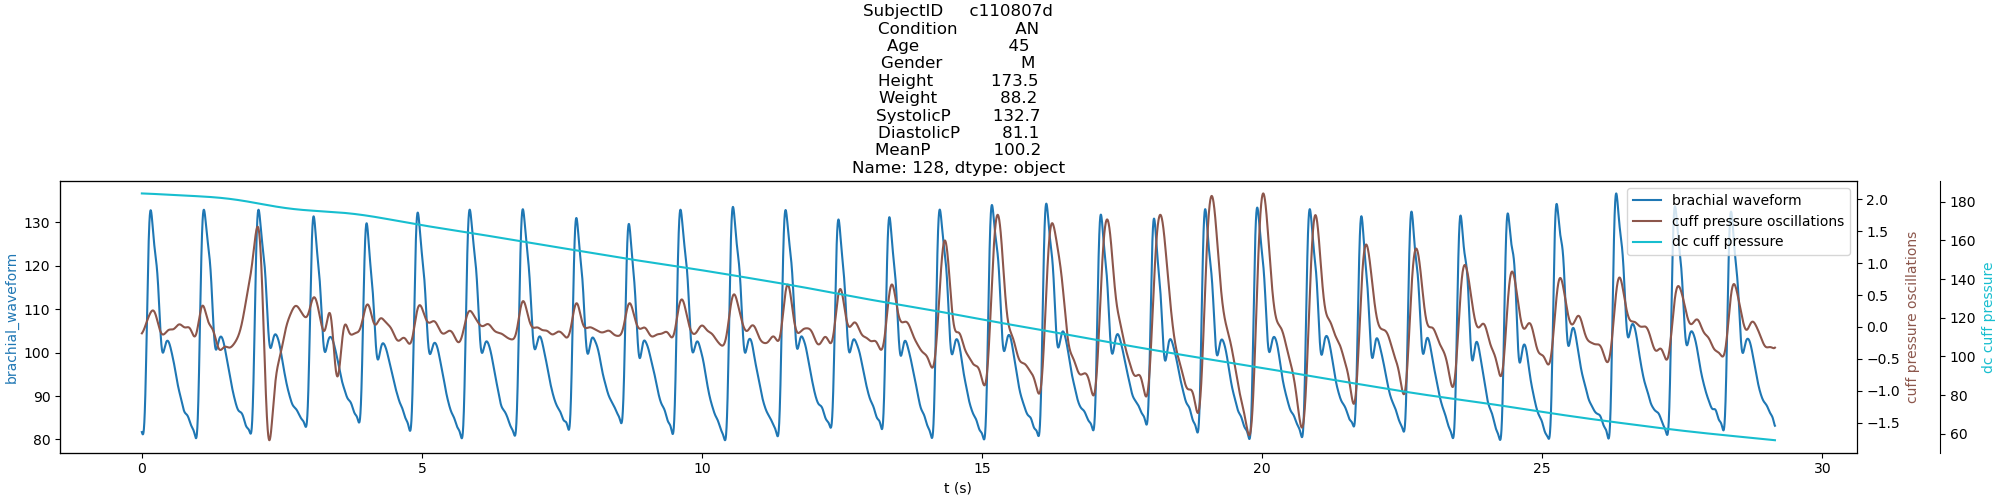 SubjectID c110807d
Condition AN
Age 45
Gender M
Height 173.5
Weight 88.2
SystolicP 132.7
DiastolicP 81.1
MeanP 100.2
Name: 128, dtype: object
brachial_waveform
130
120
110
100
90
80
0 5 10 15 20 25 30
t (s)
brachial waveform
cuff pressure oscillations
dc cuff pressure
2.0
1.5
1.0
0.5
0.0
−0.5
−1.0
−1.5
cuff pressure oscillations
180
160
140
120
100
80
60
dc cuff pressure